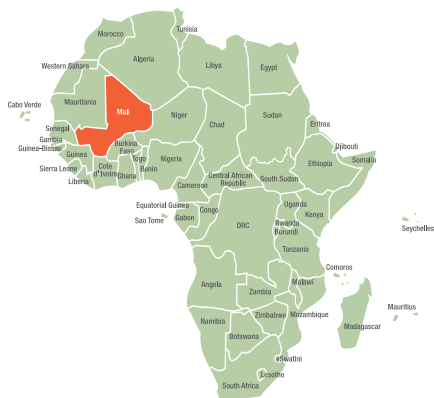 Tunisia
Morocco
Algeria
Libya
Egypt
Western Sahara
Cabo Verde
Mauritania
Mali
Niger
Chad
Sudan
Eritrea
Senegal
Gambia
Guinea-Bissau
Guinea
Burkina
Faso
Djibouti
Somalia
Sierra Leone
Liberia
Cote
d'Ivoire
Ghana
Togo
Benin
Nigeria
Ethiopia
Central African
Republic
South Sudan
Cameroon
Equatorial Guinea
Sao Tome
Gabon
Congo
DRC
Uganda
Kenya
Rwanda
Burundi
Seychelles
Tanzania
Comoros
Angola
Zambia
Malawi
Mozambique
Mauritius
Madagascar
Zimbabwe
Namibia
Botswana
eSwatini
Lesotho
South Africa